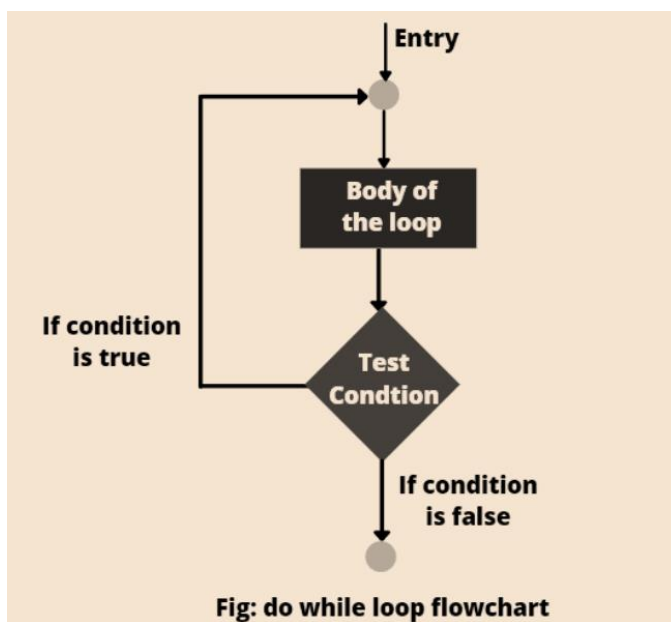 Entry
Body of
the loop
If condition
is true
Test
Condtion
If condition
is false
Fig: do while loop flowchart